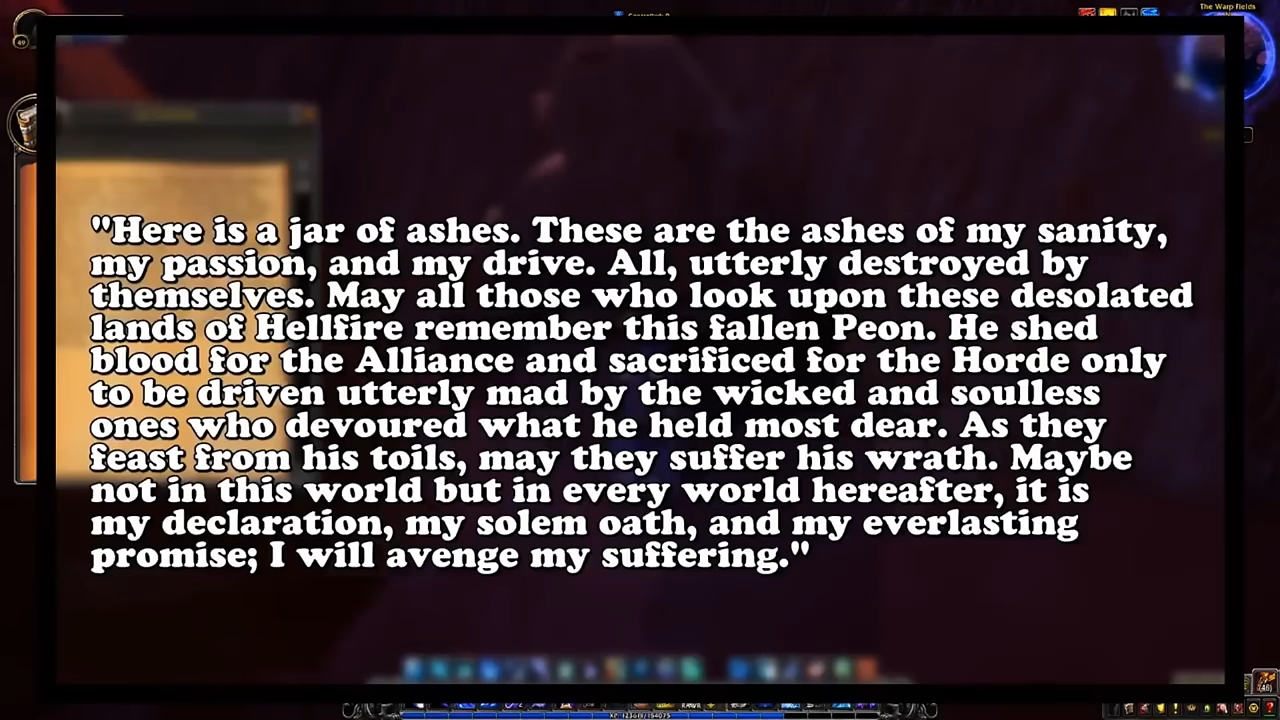 The Warp Fields
49
"Here is a jar of ashes. These are the ashes of my sanity,
my passion, and my drive. All, utterly destroyed by
themselves. May all those who look upon these desolated
lands of Hellfire remember this fallen Peon. He shed
blood for the Alliance and sacrificed for the Horde only
to be driven utterly mad by the wicked and soulless
ones who devoured what he held most dear. As they
feast from his toils, may they suffer his wrath. Maybe
not in this world but in every world hereafter, it is
my declaration, my solem oath, and my everlasting
promise; I will avenge my suffering."
(46)